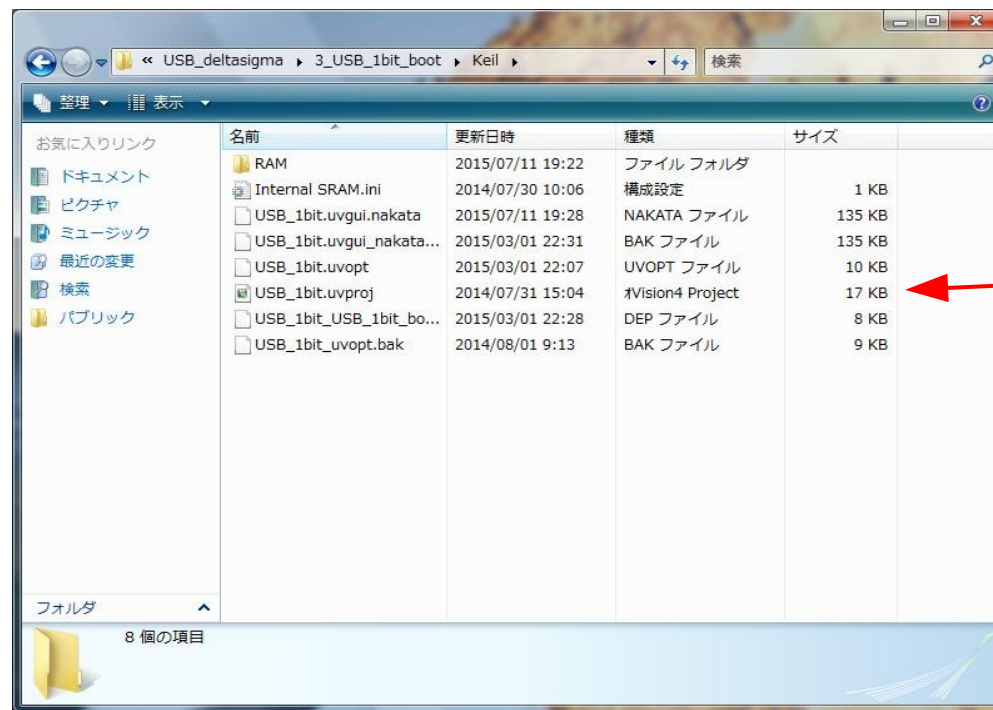 « USB_deltasigma ▸ 3_USB_1bit_boot ▸ Keil ▸ 検索
整理 表示
お気に入りリンク
ドキュメント
ピクチャ
ミュージック
最近の変更
検索
パブリック
名前 更新日時 種類 サイズ
RAM 2015/07/11 19:22 ファイル フォルダ
Internal SRAM.ini 2014/07/30 10:06 構成設定 1 KB
USB_1bit.uvgui.nakata 2015/07/11 19:28 NAKATA ファイル 135 KB
USB_1bit.uvgui_nakata... 2015/03/01 22:31 BAK ファイル 135 KB
USB_1bit.uvopt 2015/03/01 22:07 UVOPT ファイル 10 KB
USB_1bit.uvproj 2014/07/31 15:04 ｵVision4 Project 17 KB
USB_1bit_USB_1bit_bo... 2015/03/01 22:28 DEP ファイル 8 KB
USB_1bit_uvopt.bak 2014/08/01 9:13 BAK ファイル 9 KB
フォルダ
8 個の項目